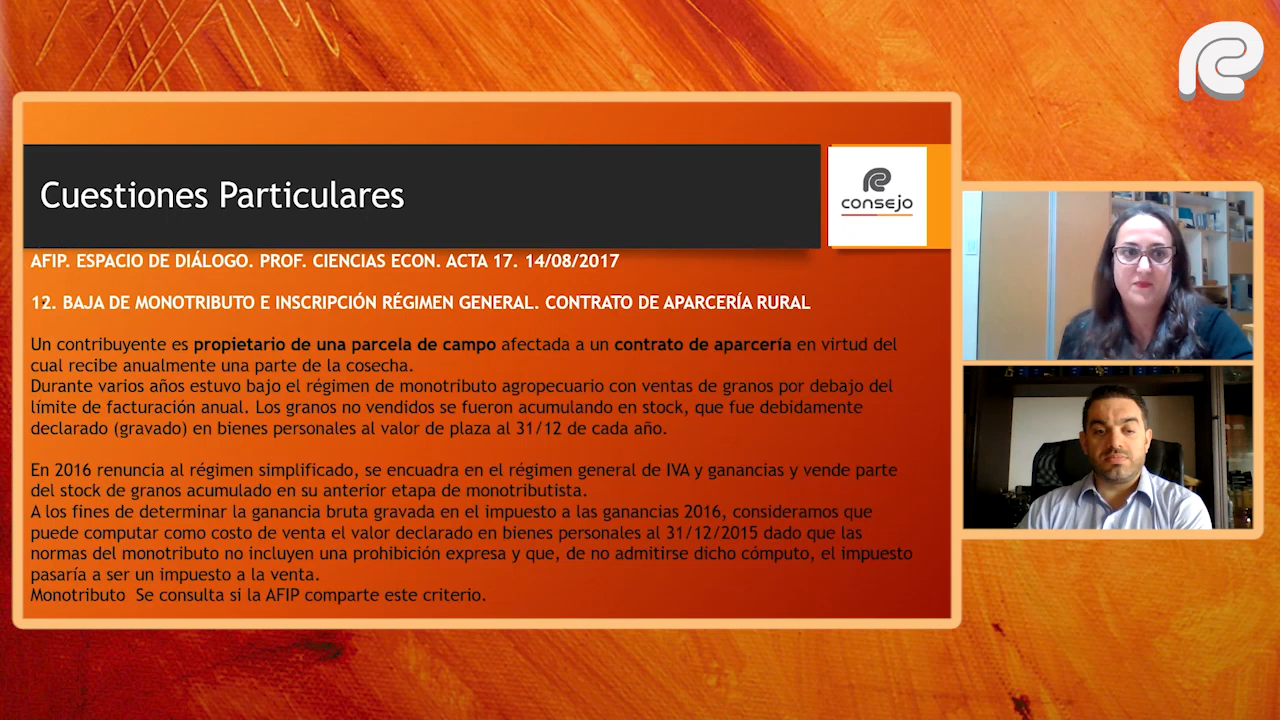 Cuestiones Particulares
consejo
AFIP. ESPACIO DE DIÁLOGO. PROF. CIENCIAS ECON. ACTA 17. 14/08/2017
12. BAJA DE MONOTRIBUTO E INSCRIPCIÓN RÉGIMEN GENERAL. CONTRATO DE APARCERÍA RURAL
Un contribuyente es propietario de una parcela de campo afectada a un contrato de aparcería en virtud del
cual recibe anualmente una parte de la cosecha.
Durante varios años estuvo bajo el régimen de monotributo agropecuario con ventas de granos por debajo del
límite de facturación anual. Los granos no vendidos se fueron acumulando en stock, que fue debidamente
declarado (gravado) en bienes personales al valor de plaza al 31/12 de cada año.
En 2016 renuncia al régimen simplificado, se encuadra en el régimen general de IVA y ganancias y vende parte
del stock de granos acumulado en su anterior etapa de monotributista.
A los fines de determinar la ganancia bruta gravada en el impuesto a las ganancias 2016, consideramos que
puede computar como costo de venta el valor declarado en bienes personales al 31/12/2015 dado que las
normas del monotributo no incluyen una prohibición expresa y que, de no admitirse dicho cómputo, el impuesto
pasaría a ser un impuesto a la venta.
Monotributo Se consulta si la AFIP comparte este criterio.